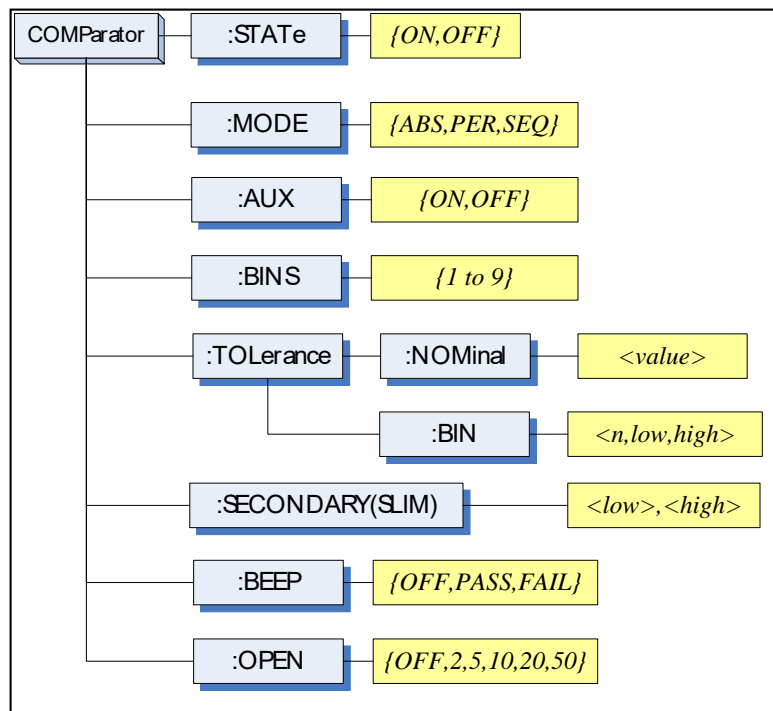 COMParator :STATe {ON,OFF}
:MODE {ABS,PER,SEQ}
:AUX {ON,OFF}
:BINS {1 to 9}
:TOLerance :NOMinal <value>
:BIN <n,low,high>
:SECONDARY(SLIM) <low>,<high>
:BEEP {OFF,PASS,FAIL}
:OPEN {OFF,2,5,10,20,50}